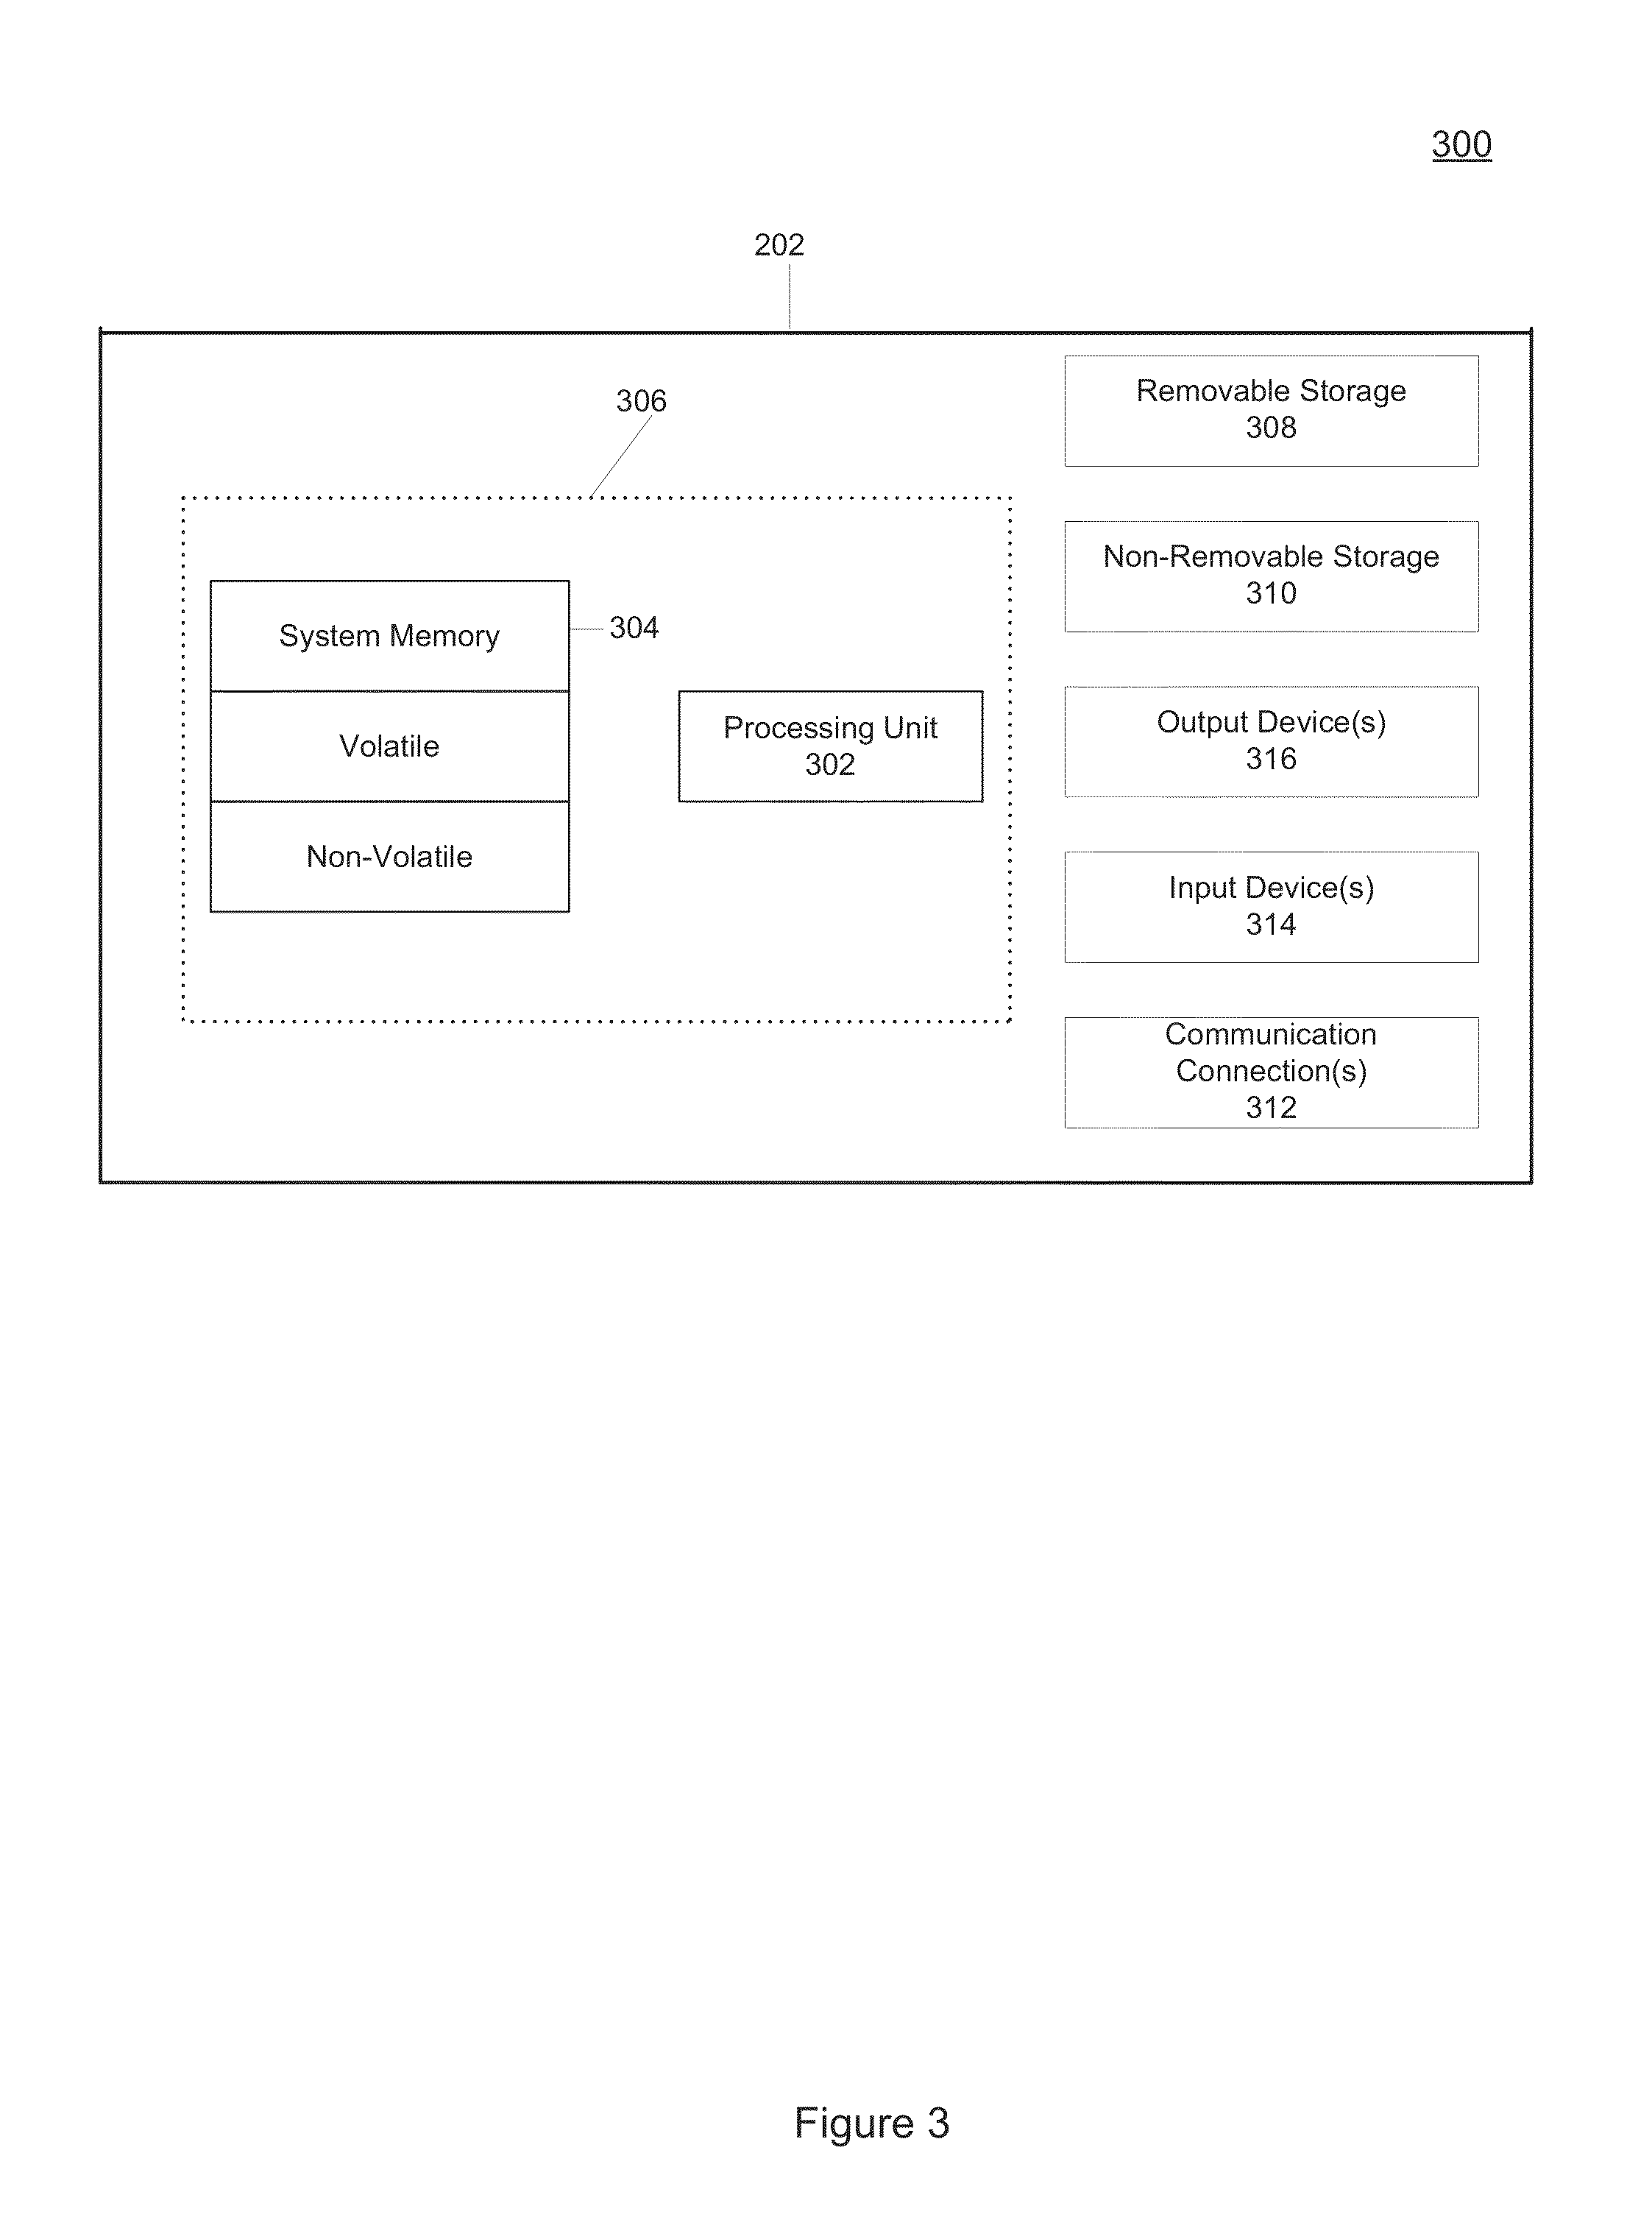 300
202
306
System Memory
304
Volatile
Non-Volatile
Processing Unit
302
Removable Storage
308
Non-Removable Storage
310
Output Device(s)
316
Input Device(s)
314
Communication
Connection(s)
312
Figure 3